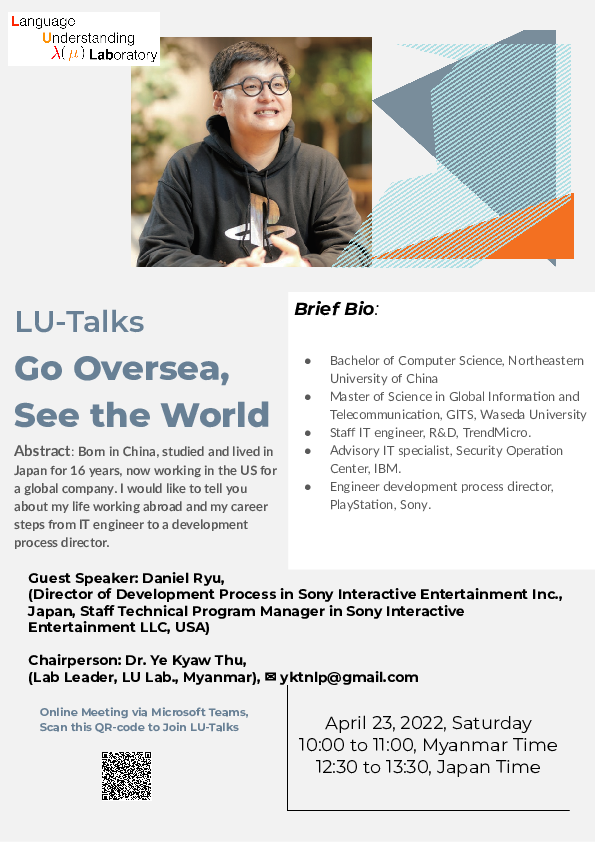 Language
Understanding
λ(μ) Laboratory
LU-Talks
Go Oversea,
See the World
Abstract: Born in China, studied and lived in
Japan for 16 years, now working in the US for
a global company. I would like to tell you
about my life working abroad and my career
steps from IT engineer to a development
process director.
Brief Bio:
● Bachelor of Computer Science, Northeastern
University of China
● Master of Science in Global Information and
Telecommunication, GITS, Waseda University
● Staff IT engineer, R&D, TrendMicro.
● Advisory IT specialist, Security Operation
Center, IBM.
● Engineer development process director,
PlayStation, Sony.
Guest Speaker: Daniel Ryu,
(Director of Development Process in Sony Interactive Entertainment Inc.,
Japan, Staff Technical Program Manager in Sony Interactive
Entertainment LLC, USA)
Chairperson: Dr. Ye Kyaw Thu,
(Lab Leader, LU Lab., Myanmar), ✉ yktnlp@gmail.com
Online Meeting via Microsoft Teams,
Scan this QR-code to Join LU-Talks
April 23, 2022, Saturday
10:00 to 11:00, Myanmar Time
12:30 to 13:30, Japan Time